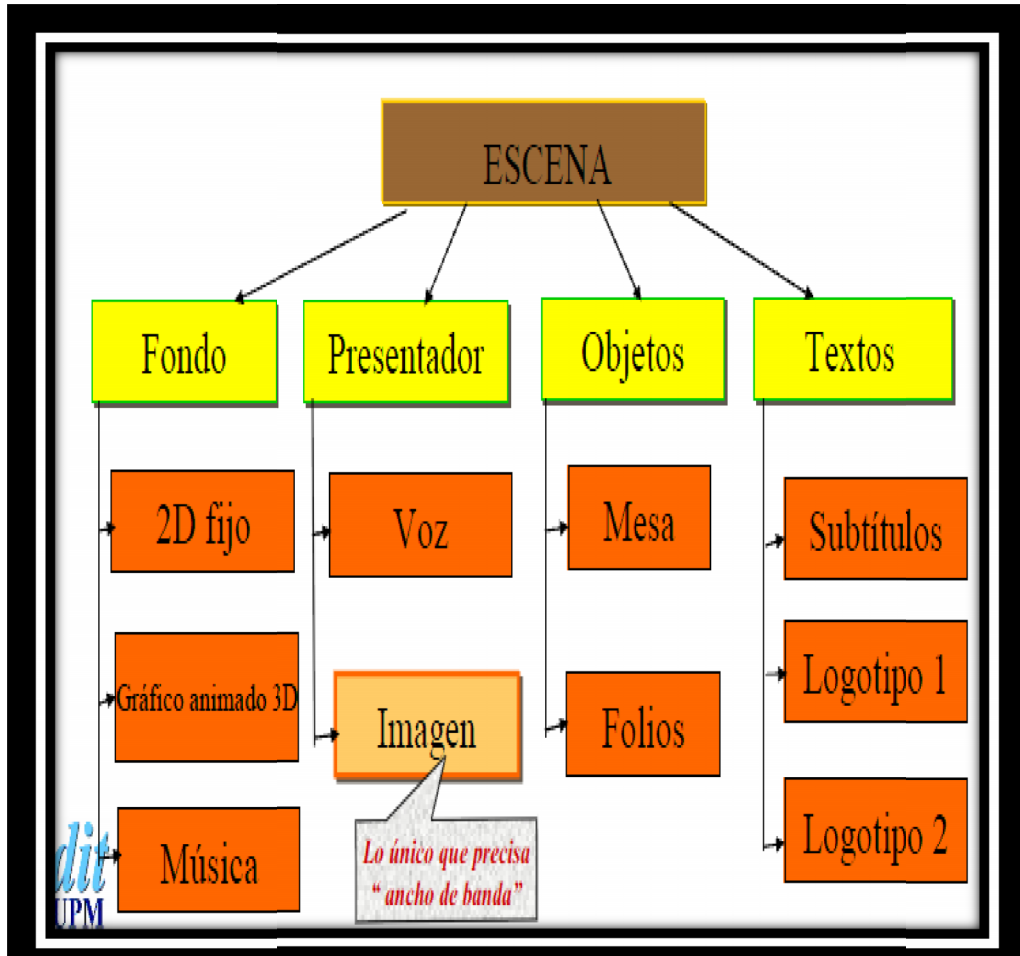 ESCENA
Fondo
Presentador
Objetos
Textos
2D fijo
Gráfico animado 3D
Música
Voz
Imagen
Lo único que precisa
“ ancho de banda”
Mesa
Folios
Subtítulos
Logotipo 1
Logotipo 2
dit
UPM